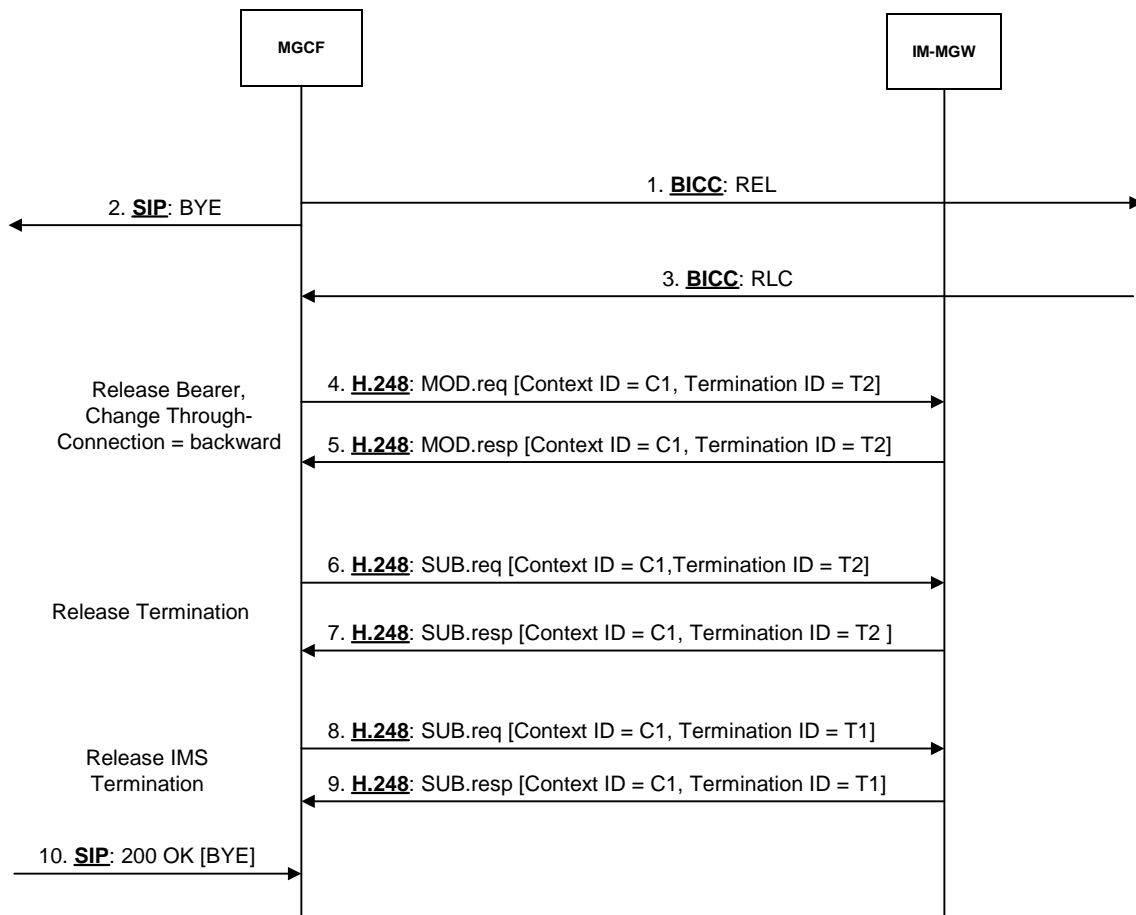 MGCF
IM-MGW
1. BICC: REL
2. SIP: BYE
3. BICC: RLC
Release Bearer,
Change Through-
Connection = backward
4. H.248: MOD.req [Context ID = C1, Termination ID = T2]
5. H.248: MOD.resp [Context ID = C1, Termination ID = T2]
6. H.248: SUB.req [Context ID = C1,Termination ID = T2]
Release Termination
7. H.248: SUB.resp [Context ID = C1, Termination ID = T2 ]
8. H.248: SUB.req [Context ID = C1, Termination ID = T1]
Release IMS
Termination
9. H.248: SUB.resp [Context ID = C1, Termination ID = T1]
10. SIP: 200 OK [BYE]